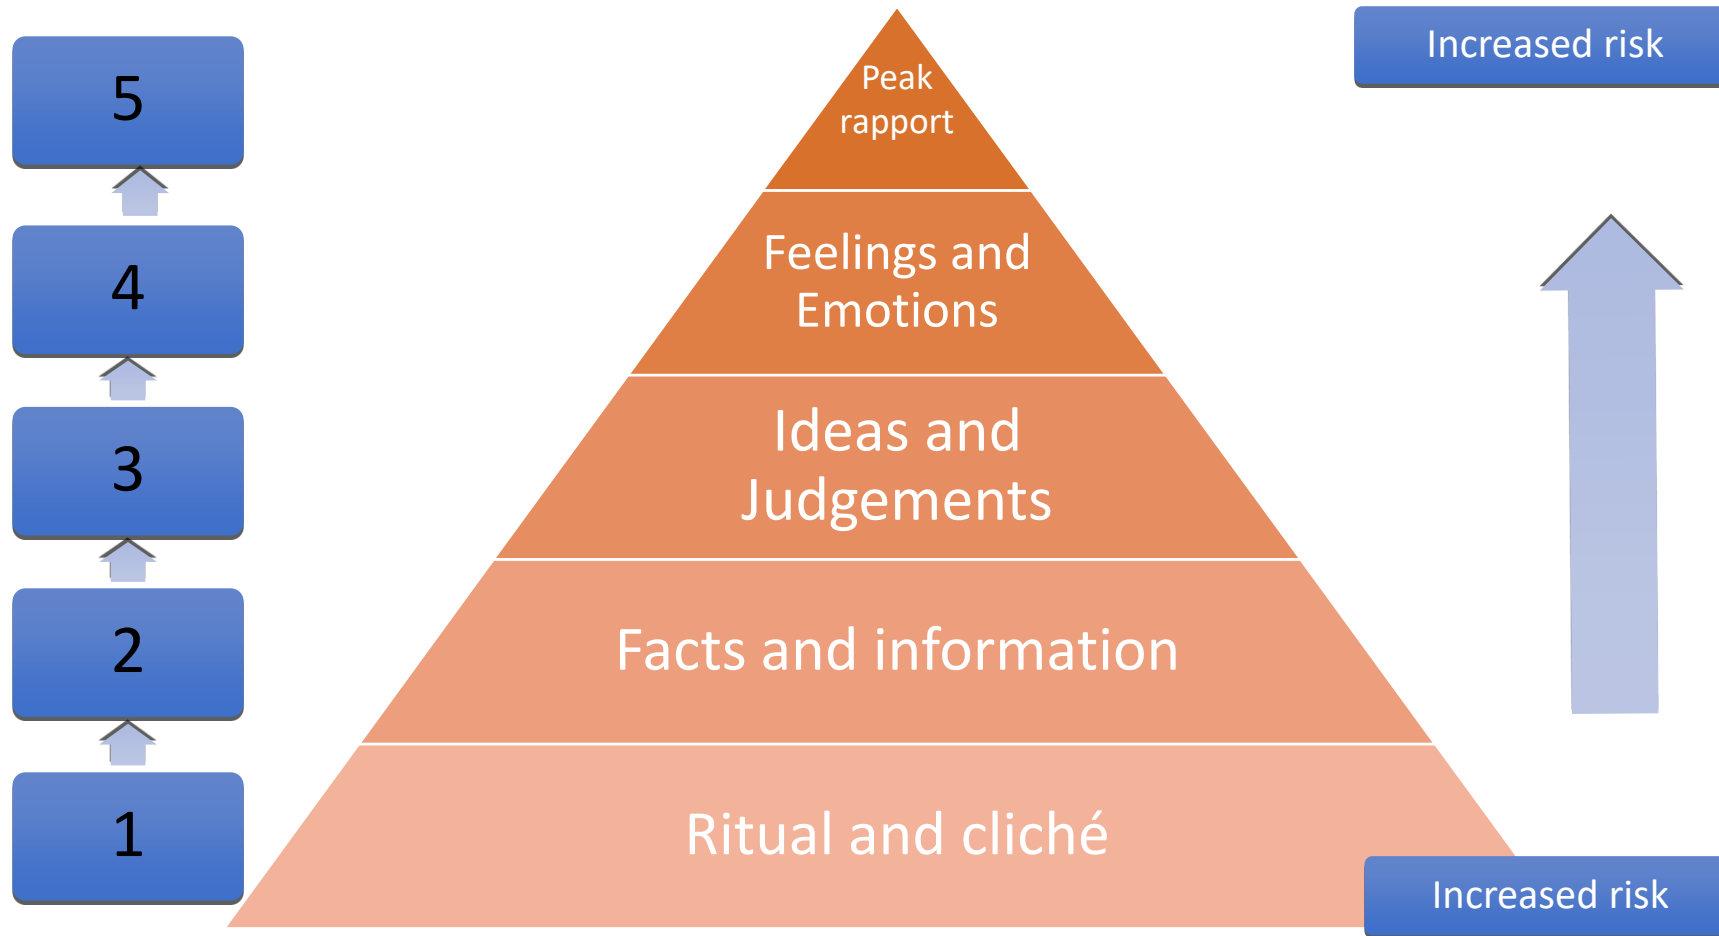 5
4
3
2
1
Peak
rapport
Feelings and
Emotions
Ideas and
Judgements
Facts and information
Ritual and cliché
Increased risk
Increased risk